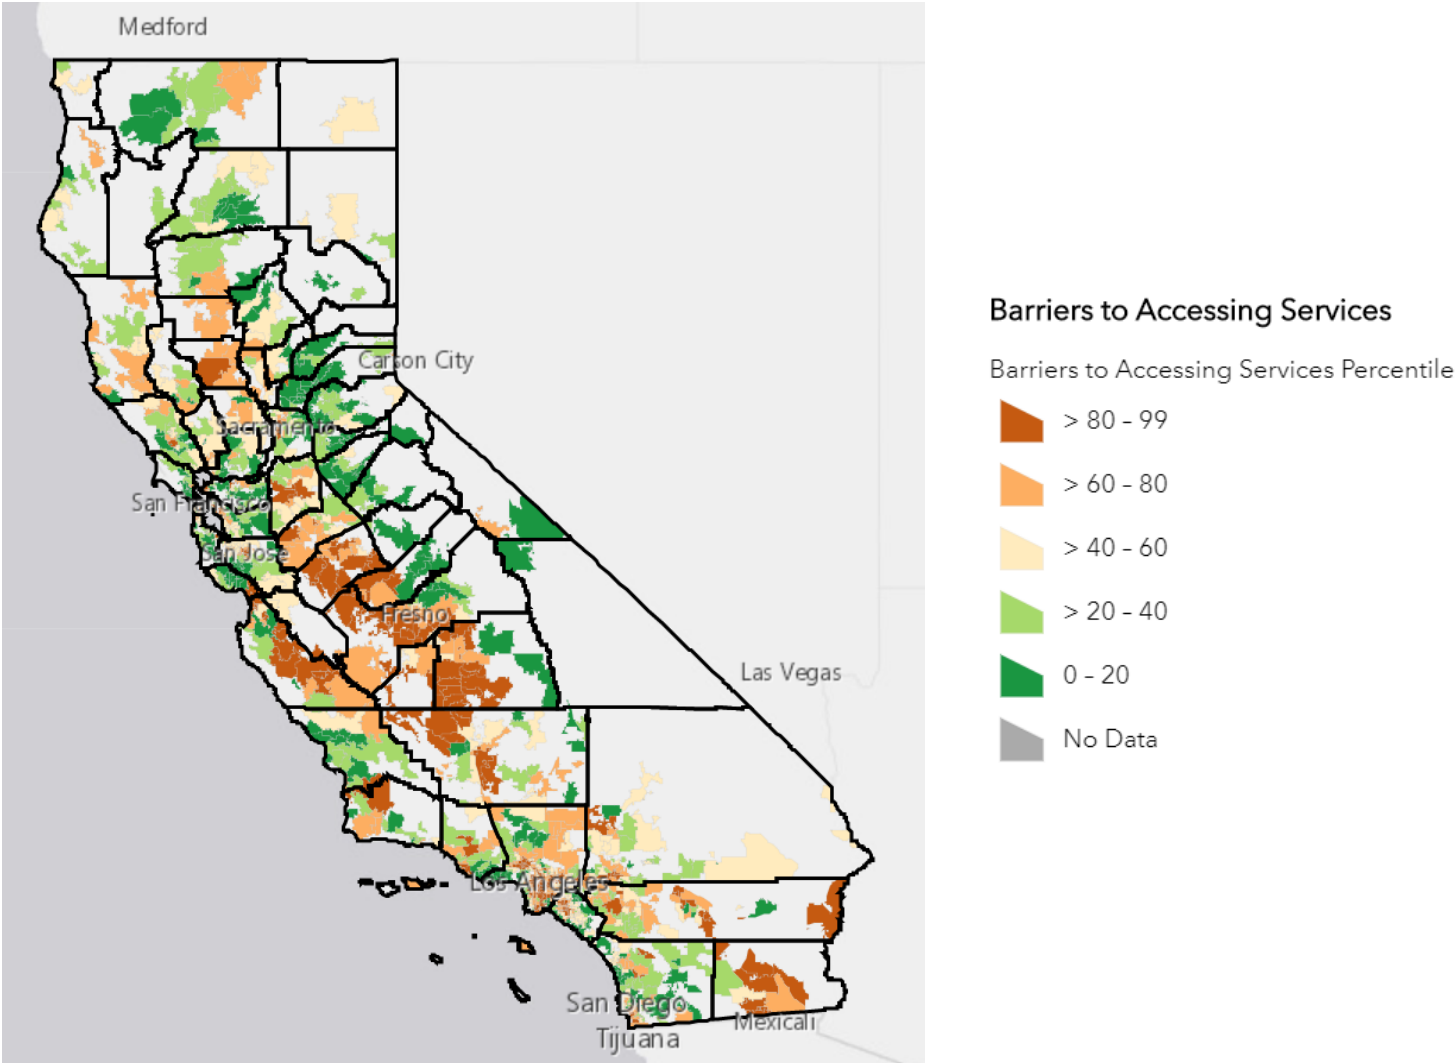 Medford
Carson City
Sacramento
San Francisco
San Jose
Fresno
Las Vegas
Los Angeles
San Diego
Tijuana
Mexicali
Barriers to Accessing Services
Barriers to Accessing Services Percentile
> 80 - 99
> 60 - 80
> 40 - 60
> 20 - 40
0 - 20
No Data